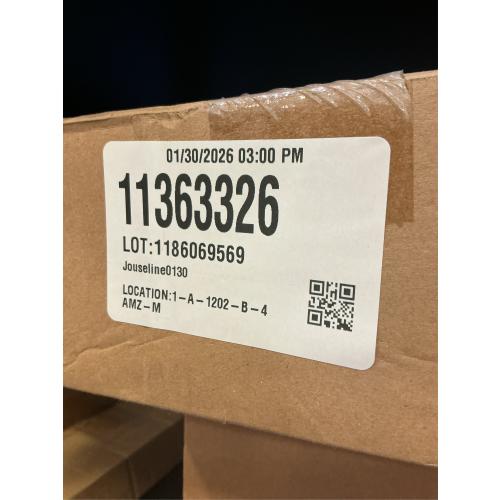 01/30/2026 03:00 PM
11363326
LOT:1186069569
Jouseline0130
LOCATION:1-A-1202-B-4
AMZ-M